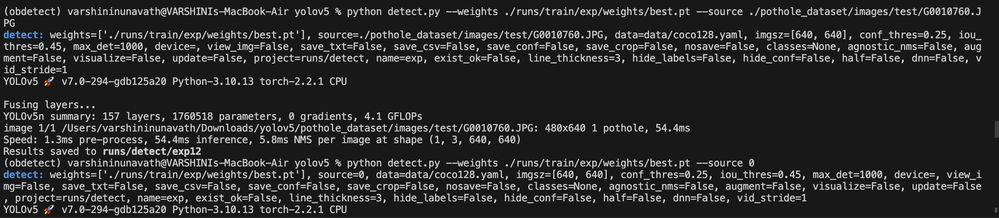 (obdetect) varshininunavath@VARSHINIs-MacBook-Air yolov5 % python detect.py --weights ./runs/train/exp/weights/best.pt --source ./pothole_dataset/images/test/G0010760.J
PG
detect: weights=['./runs/train/exp/weights/best.pt'], source=./pothole_dataset/images/test/G0010760.JPG, data=data/coco128.yaml, imgsz=[640, 640], conf_thres=0.25, iou_
thres=0.45, max_det=1000, device=, view_img=False, save_txt=False, save_csv=False, save_conf=False, save_crop=False, nosave=False, classes=None, agnostic_nms=False, aug
ment=False, visualize=False, update=False, project=runs/detect, name=exp, exist_ok=False, line_thickness=3, hide_labels=False, hide_conf=False, half=False, dnn=False, v
id_stride=1
YOLOv5 🚀 v7.0-294-gdb125a20 Python-3.10.13 torch-2.2.1 CPU

Fusing layers...
YOLOv5n summary: 157 layers, 1760518 parameters, 0 gradients, 4.1 GFLOPs
image 1/1 /Users/varshininunavath/Downloads/yolov5/pothole_dataset/images/test/G0010760.JPG: 480x640 1 pothole, 54.4ms
Speed: 1.3ms pre-process, 54.4ms inference, 5.8ms NMS per image at shape (1, 3, 640, 640)
Results saved to runs/detect/exp12
(obdetect) varshininunavath@VARSHINIs-MacBook-Air yolov5 % python detect.py --weights ./runs/train/exp/weights/best.pt --source 0
detect: weights=['./runs/train/exp/weights/best.pt'], source=0, data=data/coco128.yaml, imgsz=[640, 640], conf_thres=0.25, iou_thres=0.45, max_det=1000, device=, view_i
mg=False, save_txt=False, save_csv=False, save_conf=False, save_crop=False, nosave=False, classes=None, agnostic_nms=False, augment=False, visualize=False, update=False
, project=runs/detect, name=exp, exist_ok=False, line_thickness=3, hide_labels=False, hide_conf=False, half=False, dnn=False, vid_stride=1
YOLOv5 🚀 v7.0-294-gdb125a20 Python-3.10.13 torch-2.2.1 CPU